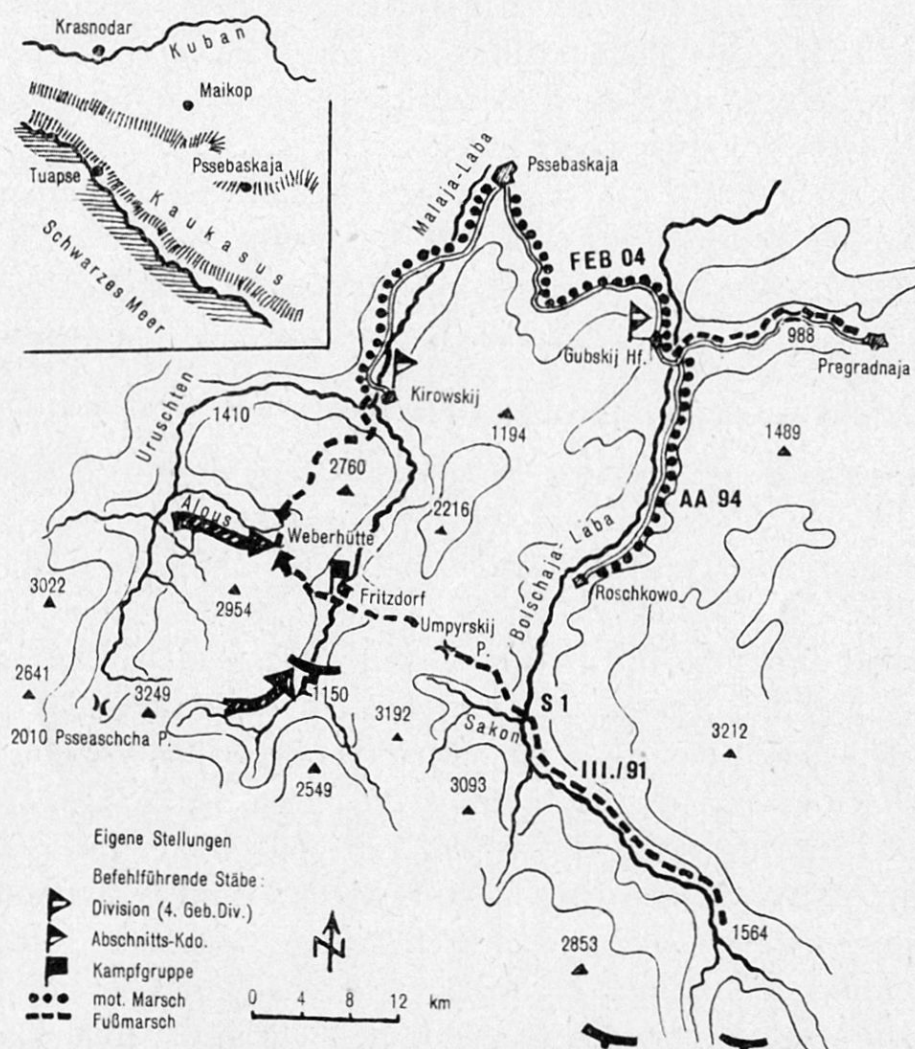 Krasnodar
Kuban
Maikop
Pssebaskaja
Tuapse
Kaukasus
Schwarzes Meer
Malaja-Laba
Pssebaskaja
FEB 04
Gubskij Hf.
988
Pregradnaja
Kirowskij
Uruschten
1410
1194
1489
2760
2216
AA 94
Alous
Weberhütte
Bolschaja-Laba
3022
2954
Fritzdorf
Roschkowo
Umpyrskij
P.
2641
3249
1150
2010 Psseaschcha P.
3192
S 1
Sakon
3212
III./91
2549
3093
Eigene Stellungen
Befehlführende Stäbe:
Division (4. Geb.Div.)
Abschnitts-Kdo.
Kampfgruppe
mot. Marsch
Fußmarsch
N
0 4 8 12 km
1564
2853